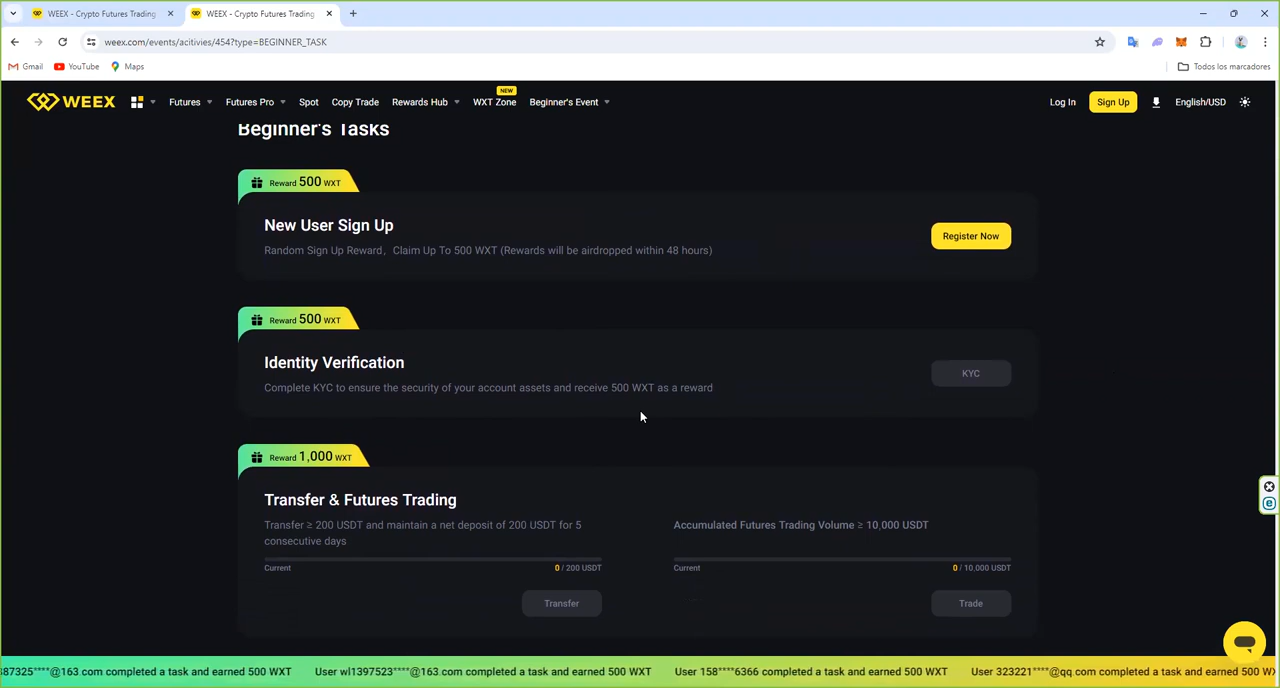 WEEX - Crypto Futures Trading
WEEX - Crypto Futures Trading
weex.com/events/acitivies/454?type=BEGINNER_TASK
Gmail
YouTube
Maps
Todos los marcadores
WEEX
Futures
Futures Pro
Spot
Copy Trade
Rewards Hub
NEW
WXT Zone
Beginner's Event
Log In
Sign Up
English/USD
Beginner's Tasks
Reward 500 WXT
New User Sign Up
Random Sign Up Reward, Claim Up To 500 WXT (Rewards will be airdropped within 48 hours)
Register Now
Reward 500 WXT
Identity Verification
Complete KYC to ensure the security of your account assets and receive 500 WXT as a reward
KYC
Reward 1,000 WXT
Transfer & Futures Trading
Transfer ≥ 200 USDT and maintain a net deposit of 200 USDT for 5
consecutive days
Current
0 / 200 USDT
Transfer
Accumulated Futures Trading Volume ≥ 10,000 USDT
Current
0 / 10,000 USDT
Trade
87325****@163.com completed a task and earned 500 WXT
User wl1397523****@163.com completed a task and earned 500 WXT
User 158****6366 completed a task and earned 500 WXT
User 323221****@qq.com completed a task and earned 500 WX